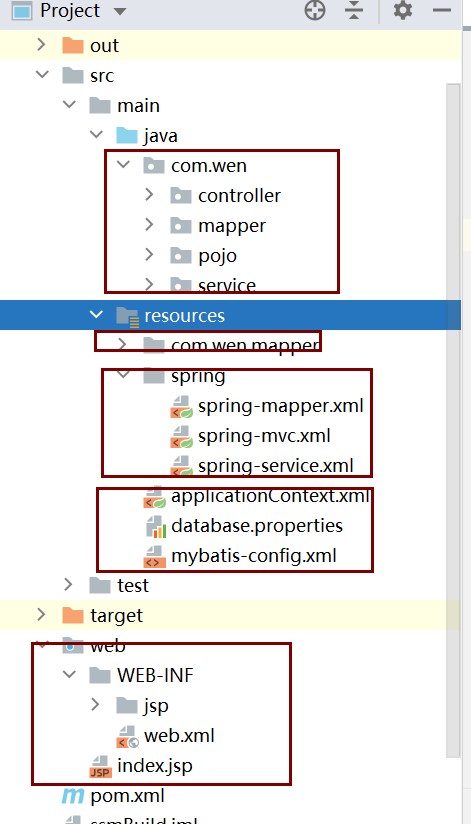 Project
out
src
main
java
com.wen
controller
mapper
pojo
service
resources
com.wen.mapper
spring
spring-mapper.xml
spring-mvc.xml
spring-service.xml
applicationContext.xml
database.properties
mybatis-config.xml
test
target
web
WEB-INF
jsp
web.xml
JSP index.jsp
m pom.xml
ssmBuild.iml